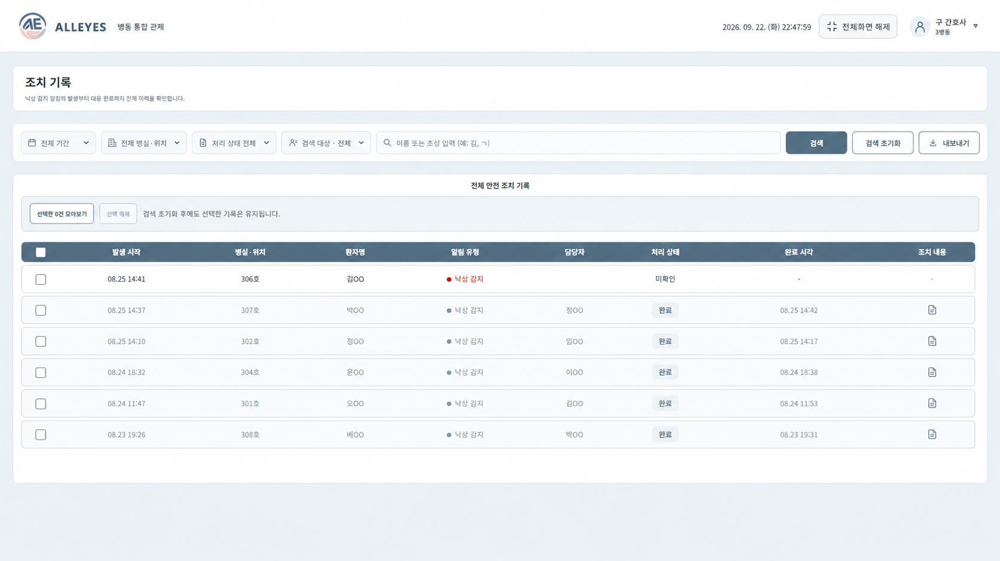 AE ALLEYES 병동 통합 관제
2026. 09. 22. (화) 22:47:59 전체화면 해제 구 간호사
3병동
조치 기록
낙상 감지 알림의 발생부터 대응 완료까지 전체 이력을 확인합니다.
전체 기간 전체 병실·위치 처리 상태 전체 검색 대상 · 전체 이름 또는 초성 입력 (예: 김, ㄱ) 검색 검색 초기화 내보내기
전체 안전 조치 기록
선택한 0건 모아보기 선택 해제 검색 초기화 후에도 선택한 기록은 유지됩니다.
발생 시작 병실·위치 환자명 알림 유형 담당자 처리 상태 완료 시각 조치 내용
08.25 14:41 306호 김OO 낙상 감지 미확인 - -
08.25 14:37 307호 박OO 낙상 감지 정OO 완료 08.25 14:42
08.25 14:10 302호 정OO 낙상 감지 임OO 완료 08.25 14:17
08.24 18:32 304호 윤OO 낙상 감지 이OO 완료 08.24 18:38
08.24 11:47 301호 오OO 낙상 감지 김OO 완료 08.24 11:53
08.23 19:26 308호 배OO 낙상 감지 박OO 완료 08.23 19:31